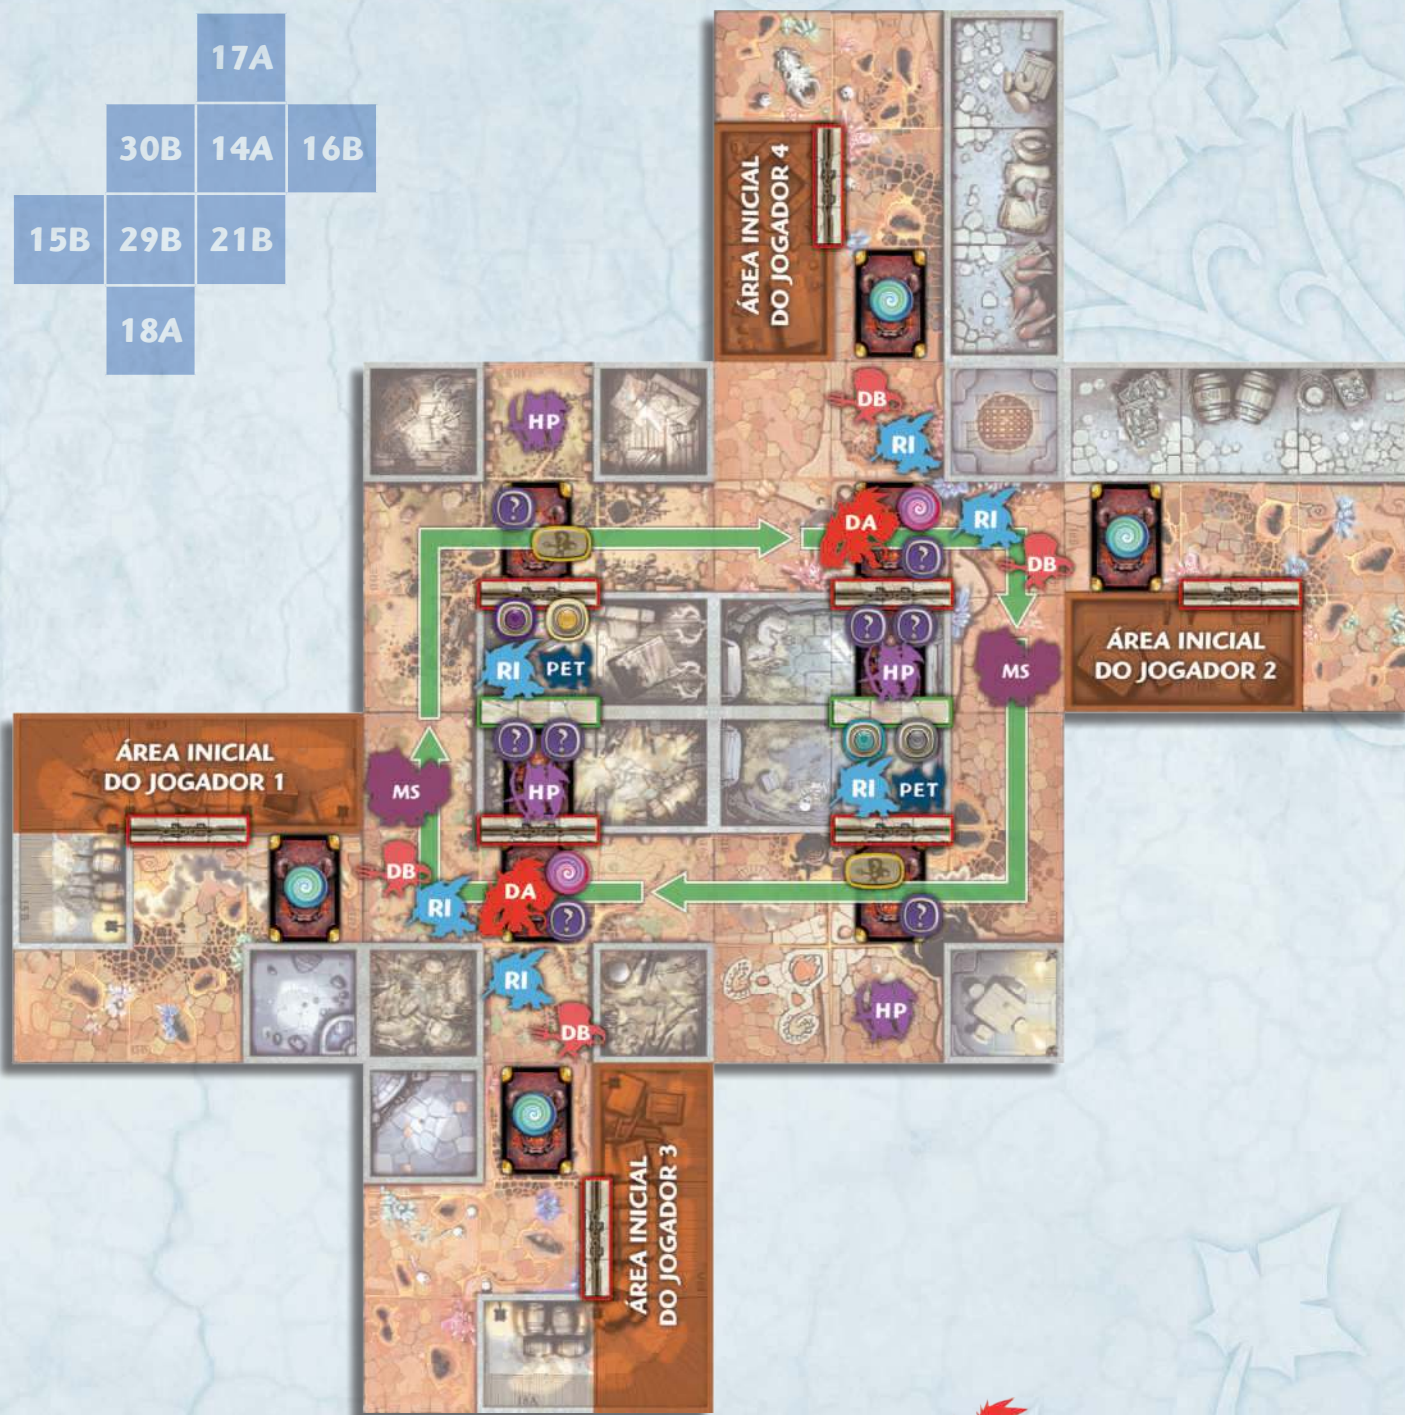 17A
30B 14A 16B
15B 29B 21B
18A
ÁREA INICIAL
DO JOGADOR 4
DB
HP
RI
?
DA
RI
?
DB
? ?
RI PET
HP
MS
ÁREA INICIAL
DO JOGADOR 2
? ?
ÁREA INICIAL
DO JOGADOR 1
MS
HP
RI PET
DB
DA
RI
?
?
RI
HP
DB
ÁREA INICIAL
DO JOGADOR 3
18A